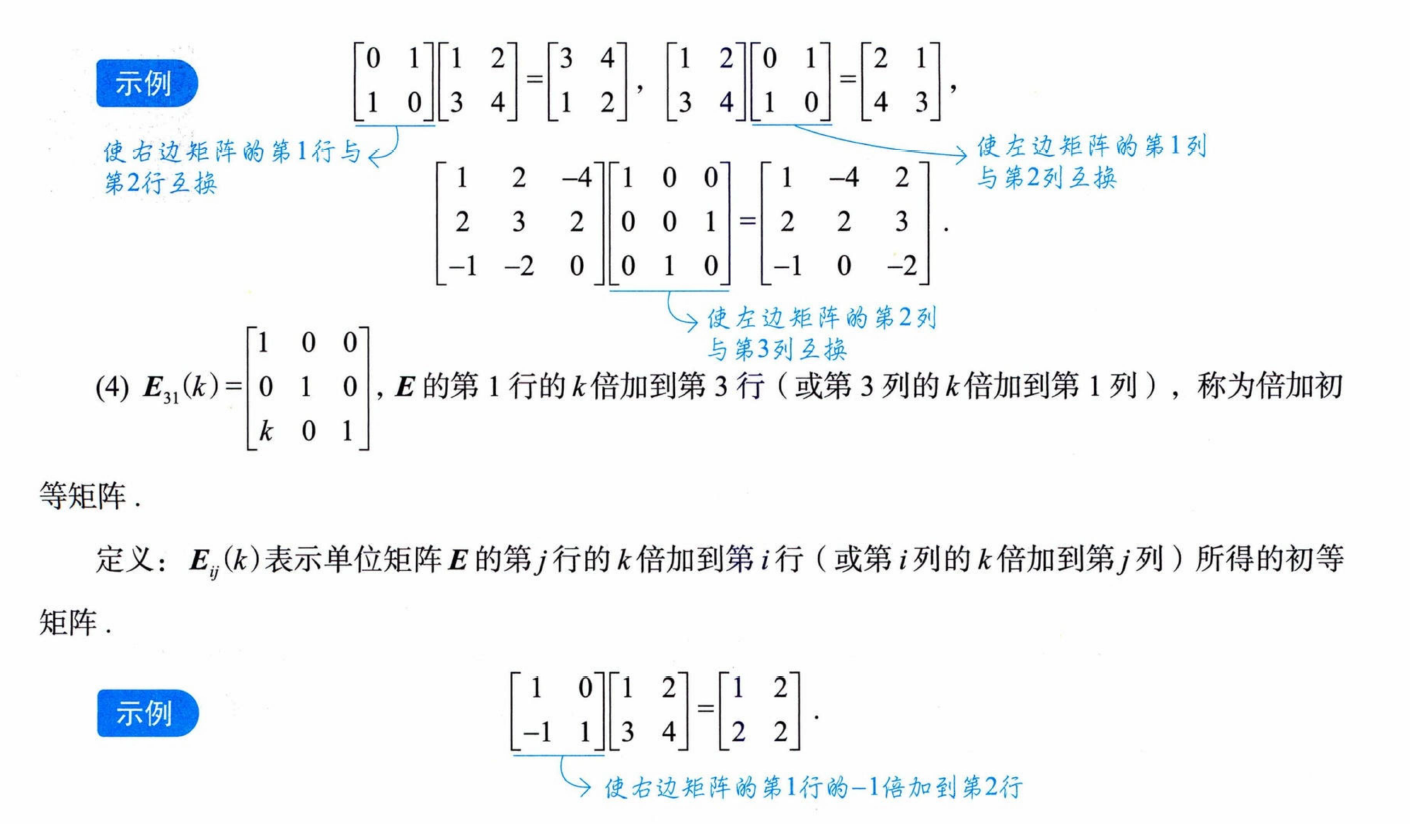 示例
$\begin{bmatrix} 0 & 1 \\ 1 & 0 \end{bmatrix}\begin{bmatrix} 1 & 2 \\ 3 & 4 \end{bmatrix}=\begin{bmatrix} 3 & 4 \\ 1 & 2 \end{bmatrix}$, $\begin{bmatrix} 1 & 2 \\ 3 & 4 \end{bmatrix}\begin{bmatrix} 0 & 1 \\ 1 & 0 \end{bmatrix}=\begin{bmatrix} 2 & 1 \\ 4 & 3 \end{bmatrix}$,
使右边矩阵的第1行与
第2行互换
使左边矩阵的第1列
与第2列互换
$\begin{bmatrix} 1 & 2 & -4 \\ 2 & 3 & 2 \\ -1 & -2 & 0 \end{bmatrix}\begin{bmatrix} 1 & 0 & 0 \\ 0 & 0 & 1 \\ 0 & 1 & 0 \end{bmatrix}=\begin{bmatrix} 1 & -4 & 2 \\ 2 & 2 & 3 \\ -1 & 0 & -2 \end{bmatrix}$.
使左边矩阵的第2列
与第3列互换
(4) $E_{31}(k)=\begin{bmatrix} 1 & 0 & 0 \\ 0 & 1 & 0 \\ k & 0 & 1 \end{bmatrix}$, E 的第 1 行的 k 倍加到第 3 行（或第 3 列的 k 倍加到第 1 列），称为倍加初
等矩阵.
定义：$E_{ij}(k)$表示单位矩阵 E 的第 j 行的 k 倍加到第 i 行（或第 i 列的 k 倍加到第 j 列）所得的初等
矩阵.
示例
$\begin{bmatrix} 1 & 0 \\ -1 & 1 \end{bmatrix}\begin{bmatrix} 1 & 2 \\ 3 & 4 \end{bmatrix}=\begin{bmatrix} 1 & 2 \\ 2 & 2 \end{bmatrix}$.
使右边矩阵的第1行的-1倍加到第2行